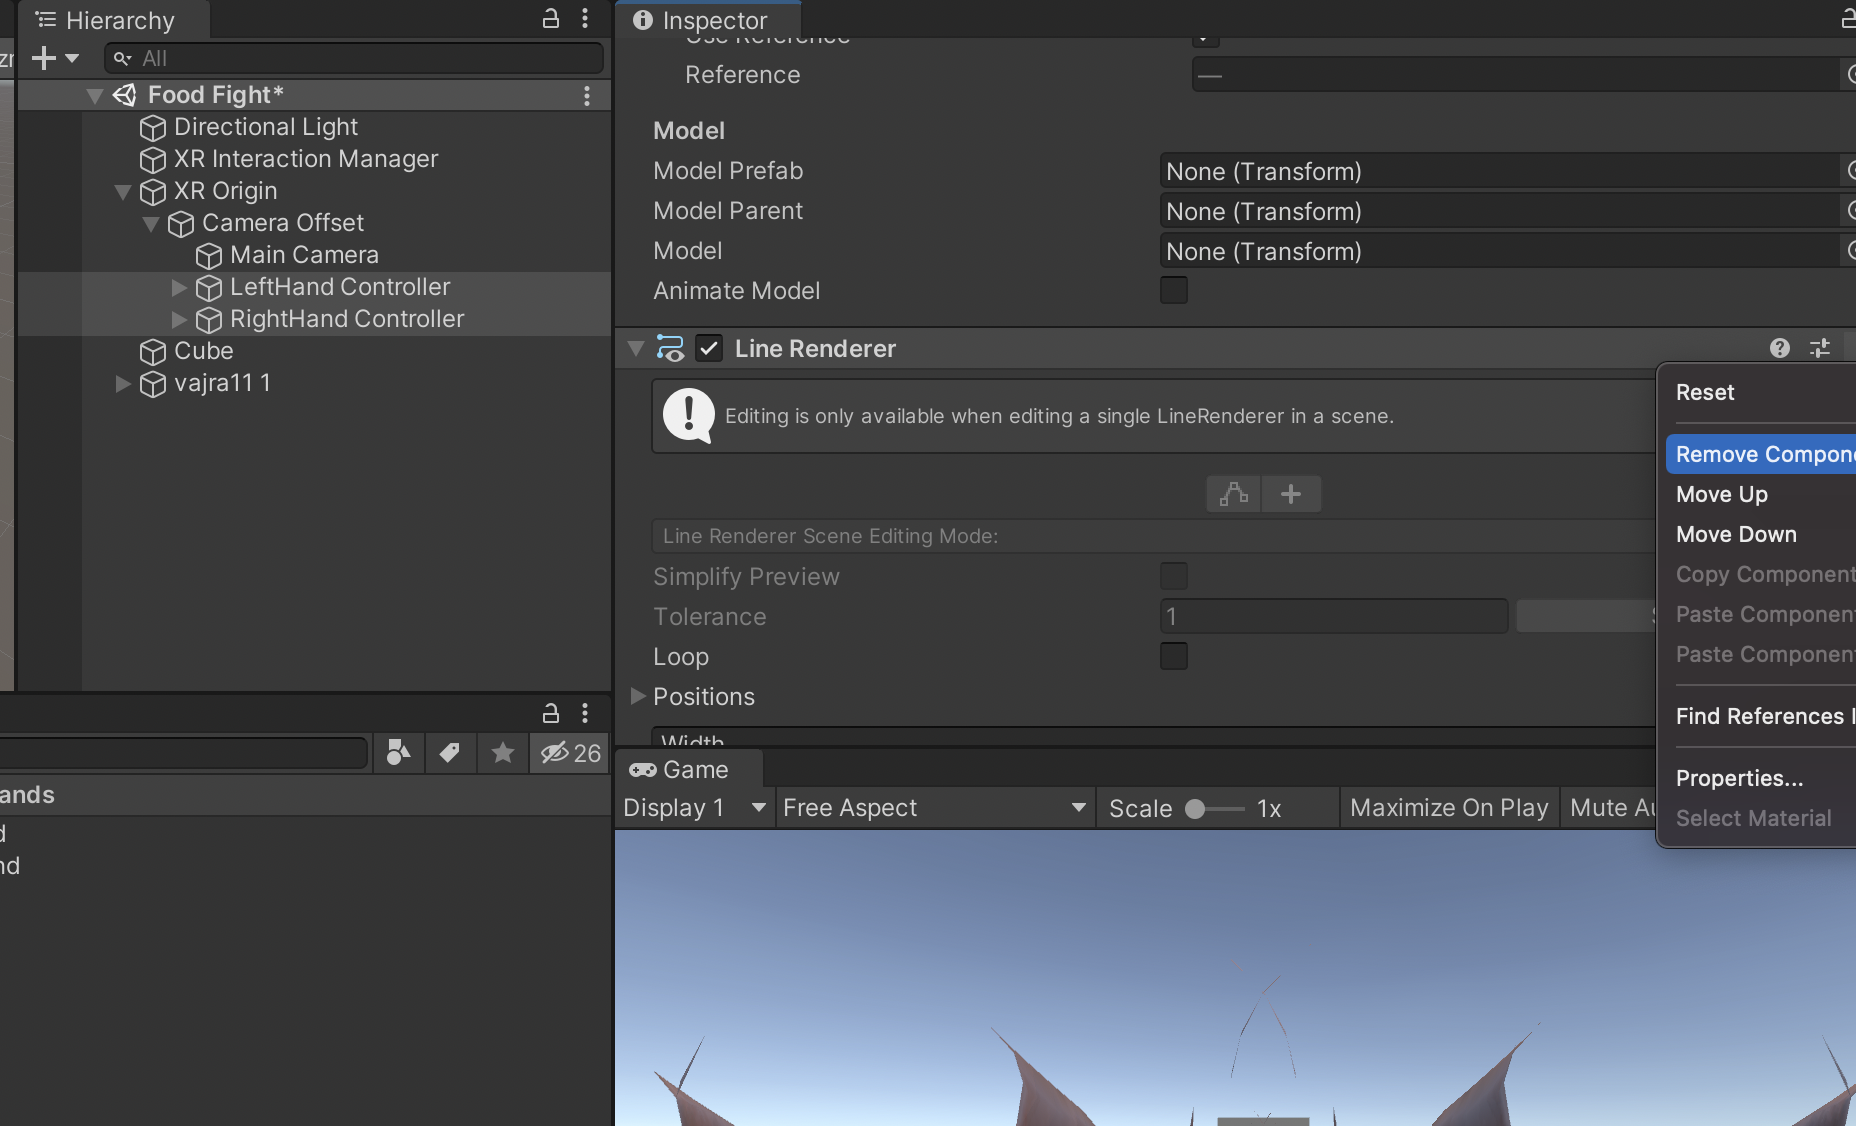 Hierarchy
All
Food Fight*
Directional Light
XR Interaction Manager
XR Origin
Camera Offset
Main Camera
LeftHand Controller
RightHand Controller
Cube
vajra11 1
26
ands
d
nd
Inspector
Use Reference
Reference
—
Model
Model Prefab
None (Transform)
Model Parent
None (Transform)
Model
None (Transform)
Animate Model
Line Renderer
Editing is only available when editing a single LineRenderer in a scene.
Line Renderer Scene Editing Mode:
Simplify Preview
Tolerance
1
Loop
Positions
Width
Reset
Remove Compone
Move Up
Move Down
Copy Component
Paste Componen
Paste Componen
Find References I
Properties...
Select Material
Game
Display 1
Free Aspect
Scale
1x
Maximize On Play
Mute Au